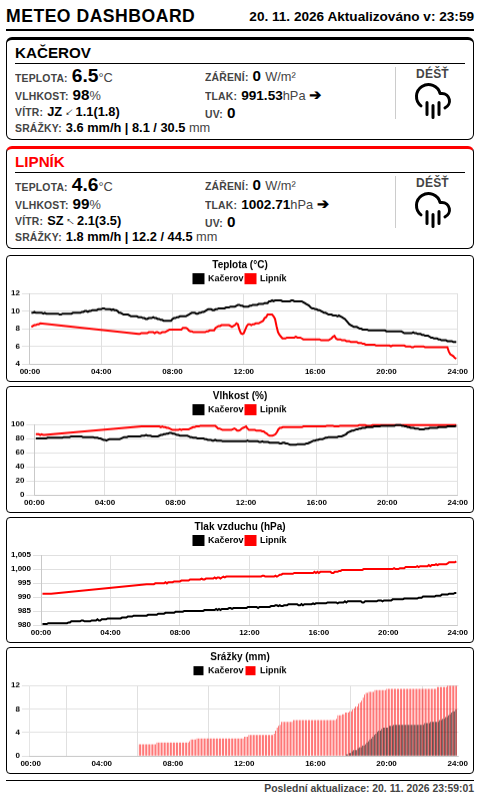 METEO DASHBOARD
20. 11. 2026 Aktualizováno v: 23:59
KAČEROV
TEPLOTA: 6.5°C
VLHKOST: 98%
VÍTR: JZ ↙ 1.1(1.8)
SRÁŽKY: 3.6 mm/h | 8.1 / 30.5 mm
ZÁŘENÍ: 0 W/m²
TLAK: 991.53hPa ➔
UV: 0
DÉŠŤ
LIPNÍK
TEPLOTA: 4.6°C
VLHKOST: 99%
VÍTR: SZ ↖ 2.1(3.5)
SRÁŽKY: 1.8 mm/h | 12.2 / 44.5 mm
ZÁŘENÍ: 0 W/m²
TLAK: 1002.71hPa ➔
UV: 0
DÉŠŤ
Teplota (°C)
Kačerov Lipník
12
10
8
6
4
00:00 04:00 08:00 12:00 16:00 20:00 24:00
Vlhkost (%)
Kačerov Lipník
100
80
60
40
20
0
00:00 04:00 08:00 12:00 16:00 20:00 24:00
Tlak vzduchu (hPa)
Kačerov Lipník
1,005
1,000
995
990
985
980
00:00 04:00 08:00 12:00 16:00 20:00 24:00
Srážky (mm)
Kačerov Lipník
12
8
4
0
00:00 04:00 08:00 12:00 16:00 20:00 24:00
Poslední aktualizace: 20. 11. 2026 23:59:01